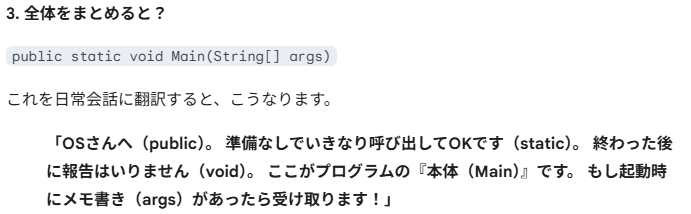 3. 全体をまとめると？
public static void Main(String[] args)
これを日常会話に翻訳すると、こうなります。
「OSさんへ（public）。 準備なしでいきなり呼び出してOKです（static）。 終わった後
に報告はいりません（void）。 ここがプログラムの『本体（Main）』です。 もし起動時
にメモ書き（args）があったら受け取ります！」